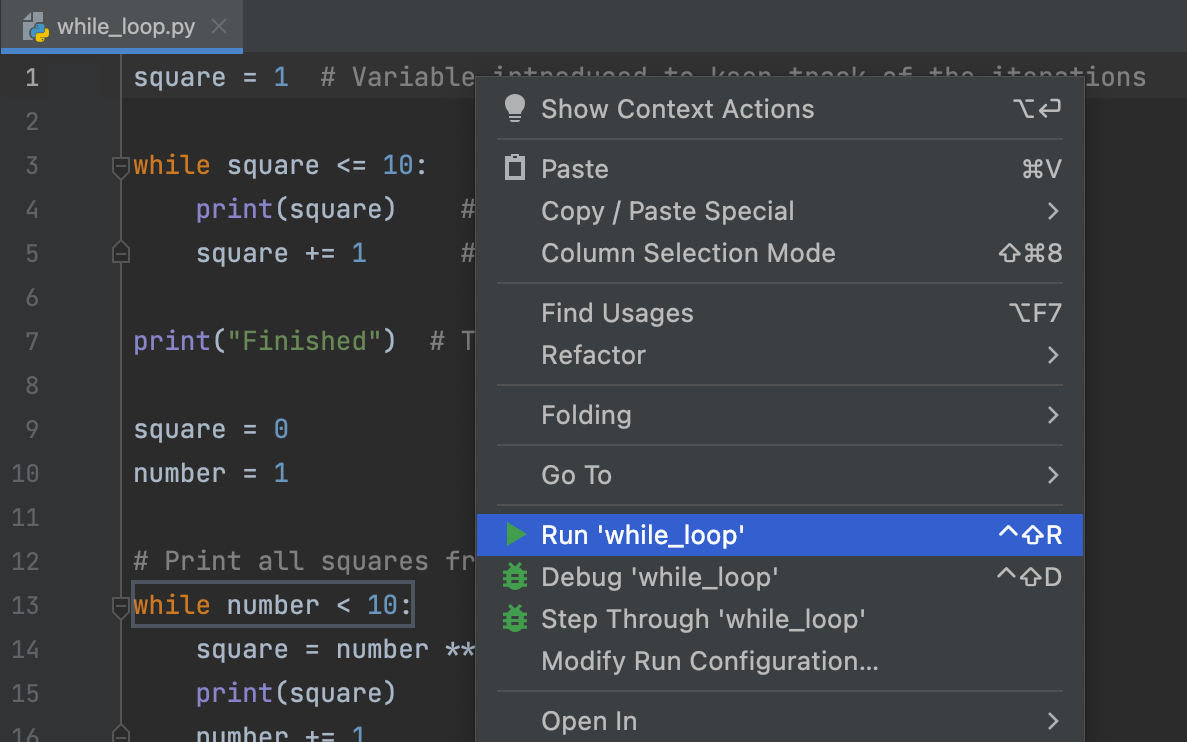 while_loop.py
1 square = 1 # Variable introduced to keep track of the iterations
2
3 while square <= 10:
4 print(square) #
5 square += 1 #
6
7 print("Finished") # T
8
9 square = 0
10 number = 1
11
12 # Print all squares fr
13 while number < 10:
14 square = number **
15 print(square)
16 number += 1
Show Context Actions ⌥⏎
Paste ⌘V
Copy / Paste Special >
Column Selection Mode ⇧⌘8
Find Usages ⌥F7
Refactor >
Folding >
Go To >
Run 'while_loop' ^⇧R
Debug 'while_loop' ^⇧D
Step Through 'while_loop'
Modify Run Configuration...
Open In >